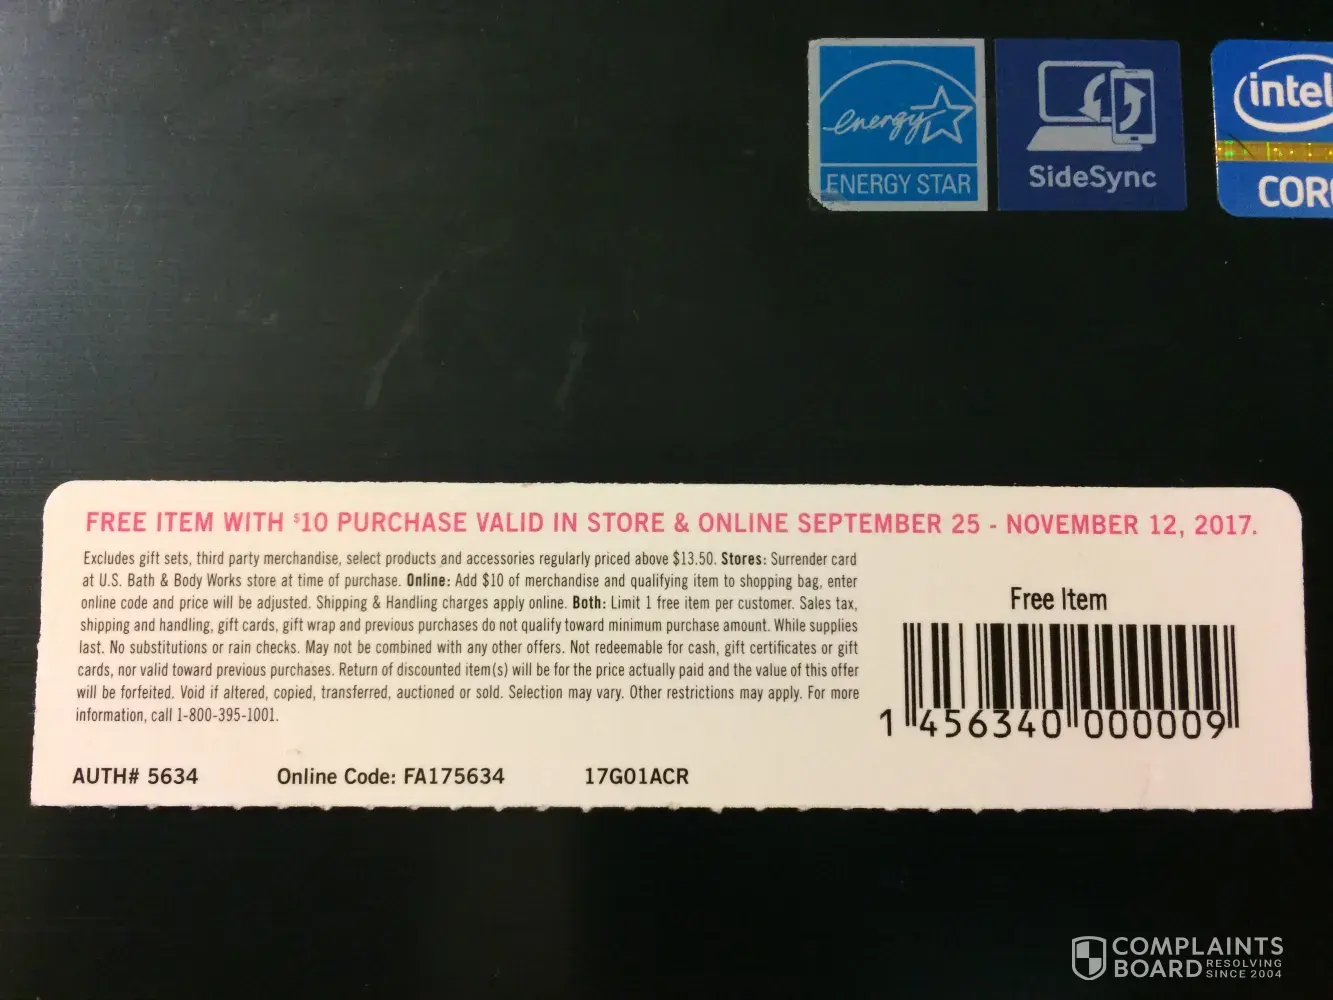 energy
ENERGY STAR
SideSync
intel
COR
FREE ITEM WITH $10 PURCHASE VALID IN STORE & ONLINE SEPTEMBER 25 - NOVEMBER 12, 2017.
Excludes gift sets, third party merchandise, select products and accessories regularly priced above $13.50. Stores: Surrender card
at U.S. Bath & Body Works store at time of purchase. Online: Add $10 of merchandise and qualifying item to shopping bag, enter
online code and price will be adjusted. Shipping & Handling charges apply online. Both: Limit 1 free item per customer. Sales tax,
shipping and handling, gift cards, gift wrap and previous purchases do not qualify toward minimum purchase amount. While supplies
last. No substitutions or rain checks. May not be combined with any other offers. Not redeemable for cash, gift certificates or gift
cards, nor valid toward previous purchases. Return of discounted item(s) will be for the price actually paid and the value of this offer
will be forfeited. Void if altered, copied, transferred, auctioned or sold. Selection may vary. Other restrictions may apply. For more
information, call 1-800-395-1001.
Free Item
1 456340 000009
AUTH# 5634 Online Code: FA175634 17G01ACR
COMPLAINTS
BOARD RESOLVING SINCE 2004